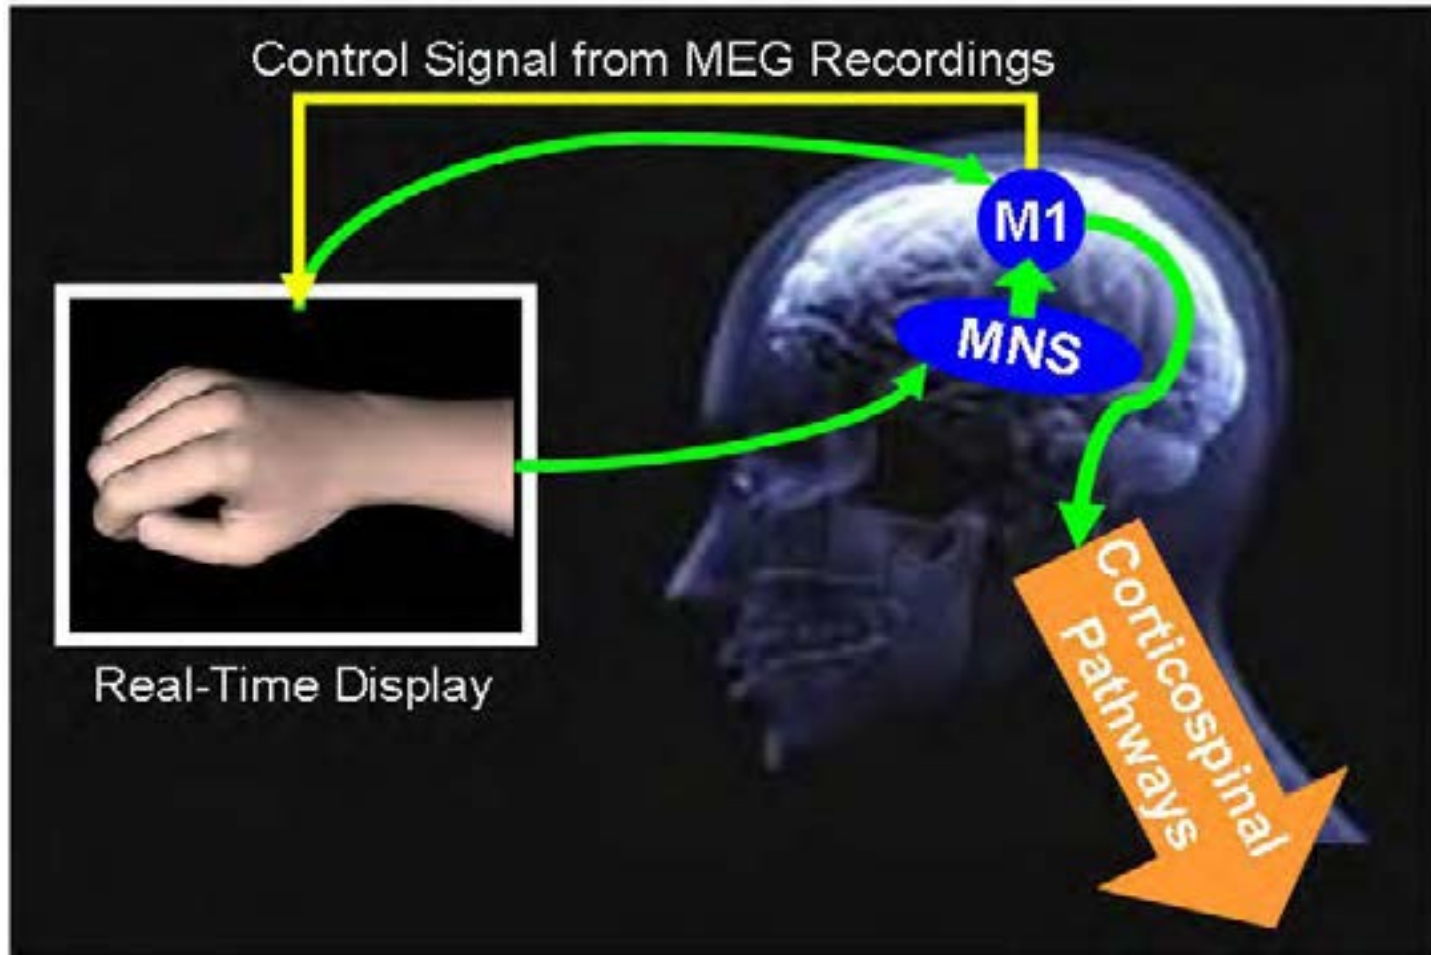 Control Signal from MEG Recordings
M1
MNS
Real-Time Display
Corticospinal
Pathways